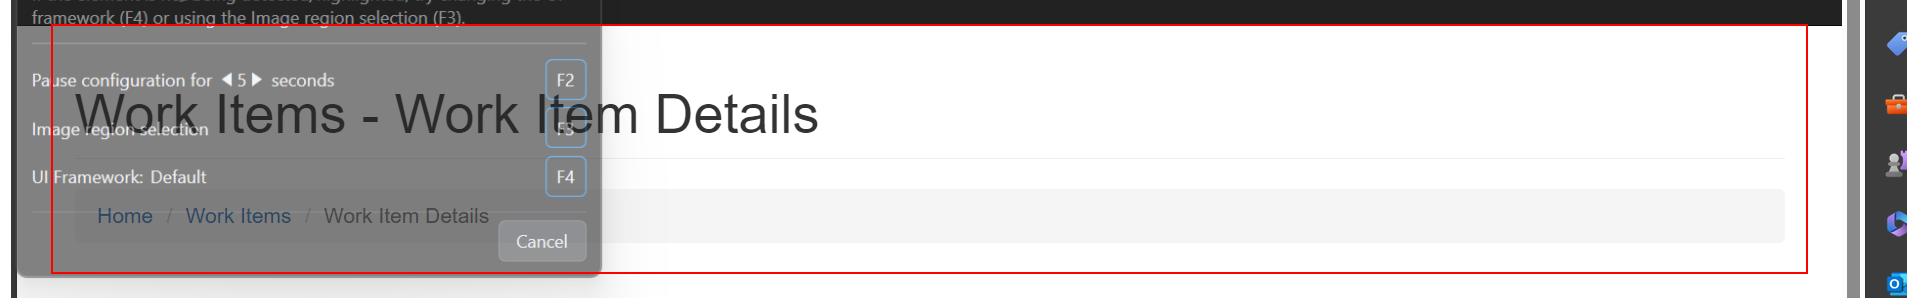 framework (F4) or using the Image region selection (F3).
Pause configuration for 5 seconds F2
Work Items - Work Item Details
Image region selection F3
UI Framework: Default F4
Home / Work Items / Work Item Details
Cancel